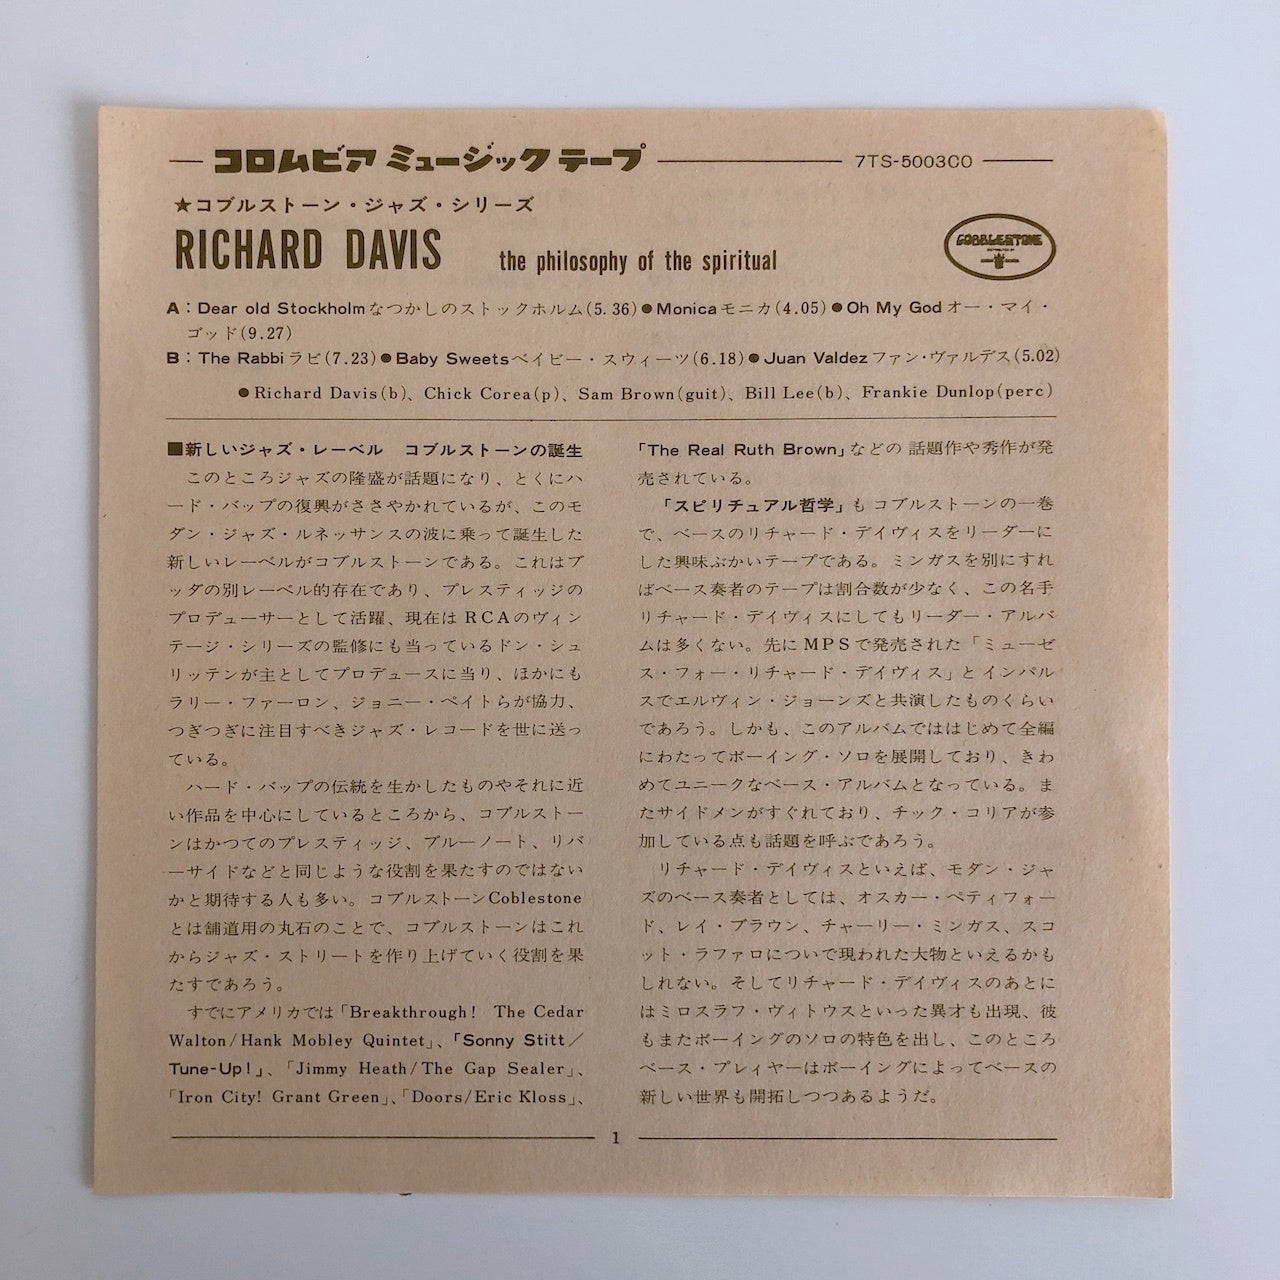 コロムビア ミュージック テープ 7TS-5003CO
★コブルストーン・ジャズ・シリーズ
RICHARD DAVIS the philosophy of the spiritual
COBBLESTONE
A：Dear old Stockholmなつかしのストックホルム(5.36)●Monicaモニカ(4.05)●Oh My Godオー・マイ・
ゴッド(9.27)
B：The Rabbiラビ(7.23)●Baby Sweetsベイビー・スウィーツ(6.18)●Juan Valdezファン・ヴァルデス(5.02)
●Richard Davis(b)、Chick Corea(p)、Sam Brown(guit)、Bill Lee(b)、Frankie Dunlop(perc)
■新しいジャズ・レーベル　コブルストーンの誕生
このところジャズの隆盛が話題になり、とくにハ
ード・バップの復興がささやかれているが、このモ
ダン・ジャズ・ルネッサンスの波に乗って誕生した
新しいレーベルがコブルストーンである。これはブ
ッダの別レーベル的存在であり、プレスティッジの
プロデューサーとして活躍、現在はRCAのヴィン
テージ・シリーズの監修にも当っているドン・シュ
リッテンが主としてプロデュースに当り、ほかにも
ラリー・ファーロン、ジョニー・ペイトらが協力、
つぎつぎに注目すべきジャズ・レコードを世に送っ
ている。
ハード・バップの伝統を生かしたものやそれに近
い作品を中心にしているところから、コブルストー
ンはかつてのプレスティッジ、ブルーノート、リバ
ーサイドなどと同じような役割を果たすのではない
かと期待する人も多い。コブルストーンCoblestone
とは舗道用の丸石のことで、コブルストーンはこれ
からジャズ・ストリートを作り上げていく役割を果
たすであろう。
すでにアメリカでは「Breakthrough！ The Cedar
Walton/Hank Mobley Quintet」、「Sonny Stitt／
Tune-Up！」、「Jimmy Heath/The Gap Sealer」、
「Iron City! Grant Green」、「Doors/Eric Kloss」、
「The Real Ruth Brown」などの 話題作や秀作が発
売されている。
「スピリチュアル哲学」も コブルストーンの一巻
で、ベースのリチャード・デイヴィスをリーダーに
した興味ぶかいテープである。ミンガスを別にすれ
ばベース奏者のテープは割合数が少なく、この名手
リチャード・デイヴィスにしてもリーダー・アルバ
ムは多くない。先にMPSで発売された「ミューゼ
ス・フォー・リチャード・デイヴィス」とインパル
スでエルヴィン・ジョーンズと共演したものくらい
であろう。しかも、このアルバムでははじめて全編
にわたってボーイング・ソロを展開しており、きわ
めてユニークなベース・アルバムとなっている。ま
たサイドメンがすぐれており、チック・コリアが参
加している点も話題を呼ぶであろう。
リチャード・デイヴィスといえば、モダン・ジャ
ズのベース奏者としては、オスカー・ペティフォー
ド、レイ・ブラウン、チャーリー・ミンガス、スコ
ット・ラファロについで現われた大物といえるかも
しれない。そしてリチャード・デイヴィスのあとに
はミロスラフ・ヴィトウスといった異才も出現、彼
もまたボーイングのソロの特色を出し、このところ
ベース・プレィヤーはボーイングによってベースの
新しい世界も開拓しつつあるようだ。
1